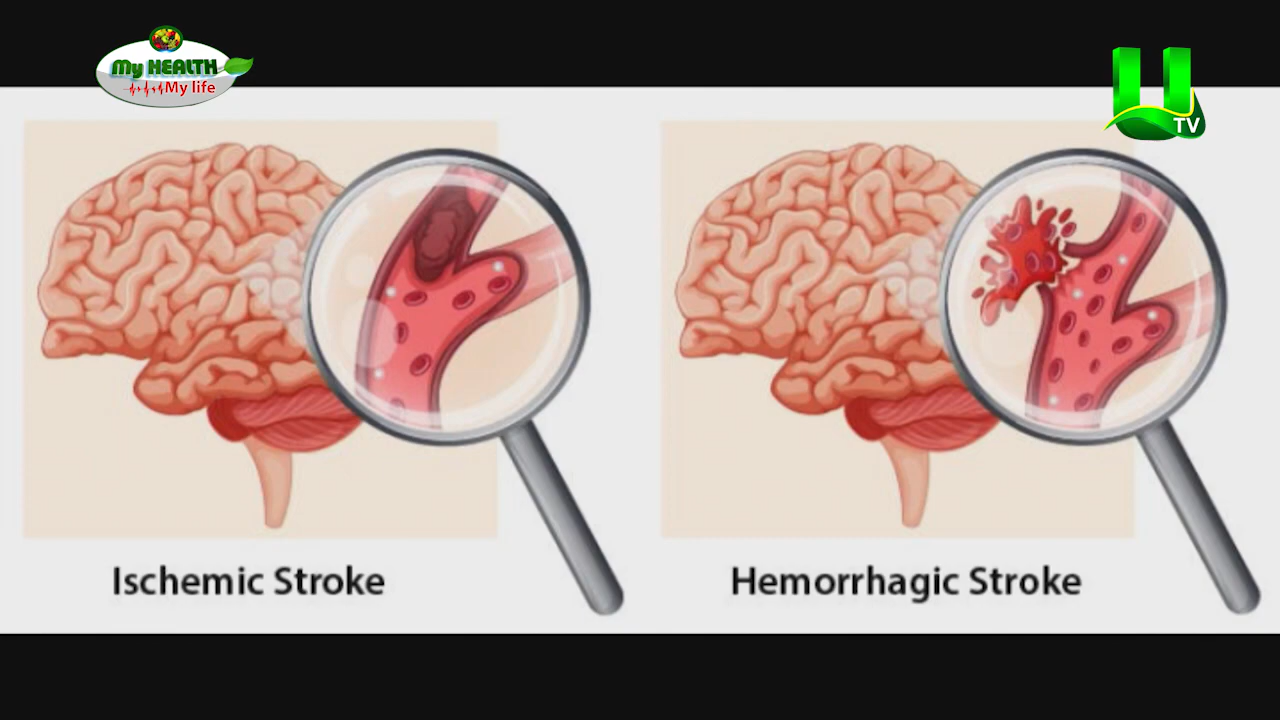 My HEALTH
My life
U
TV
Ischemic Stroke
Hemorrhagic Stroke